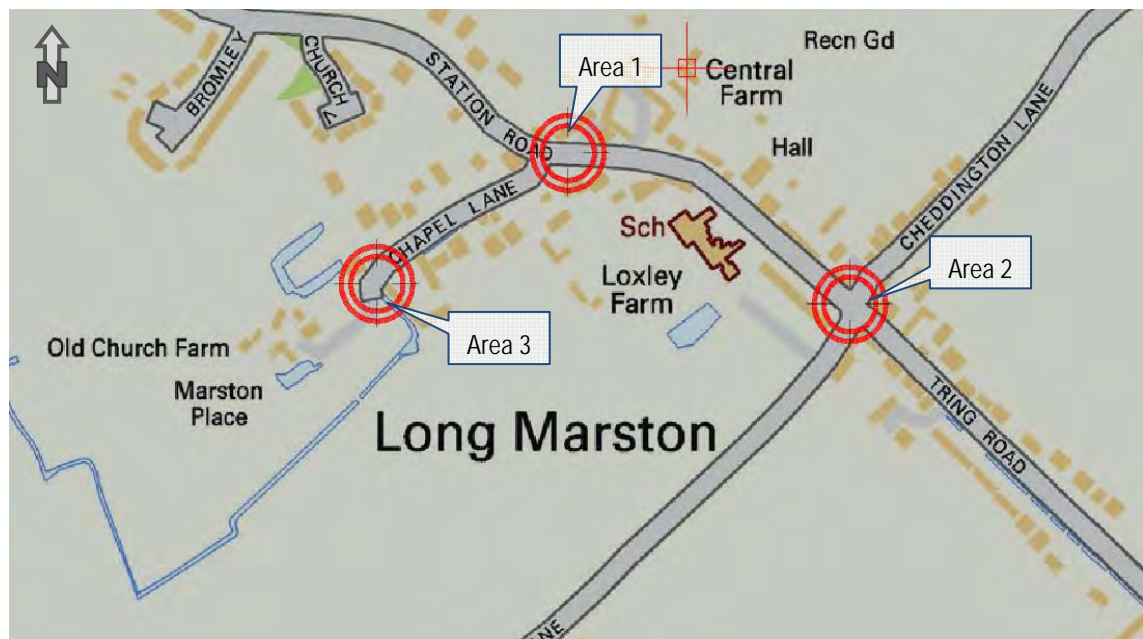 N
BROMLEY
CHURCH
STATION ROAD
Area 1
Recn Gd
Central
Farm
Hall
CHEDDINGTON LANE
CHAPEL LANE
Sch
Loxley
Farm
Area 2
Area 3
Old Church Farm
Marston
Place
Long Marston
TRING ROAD